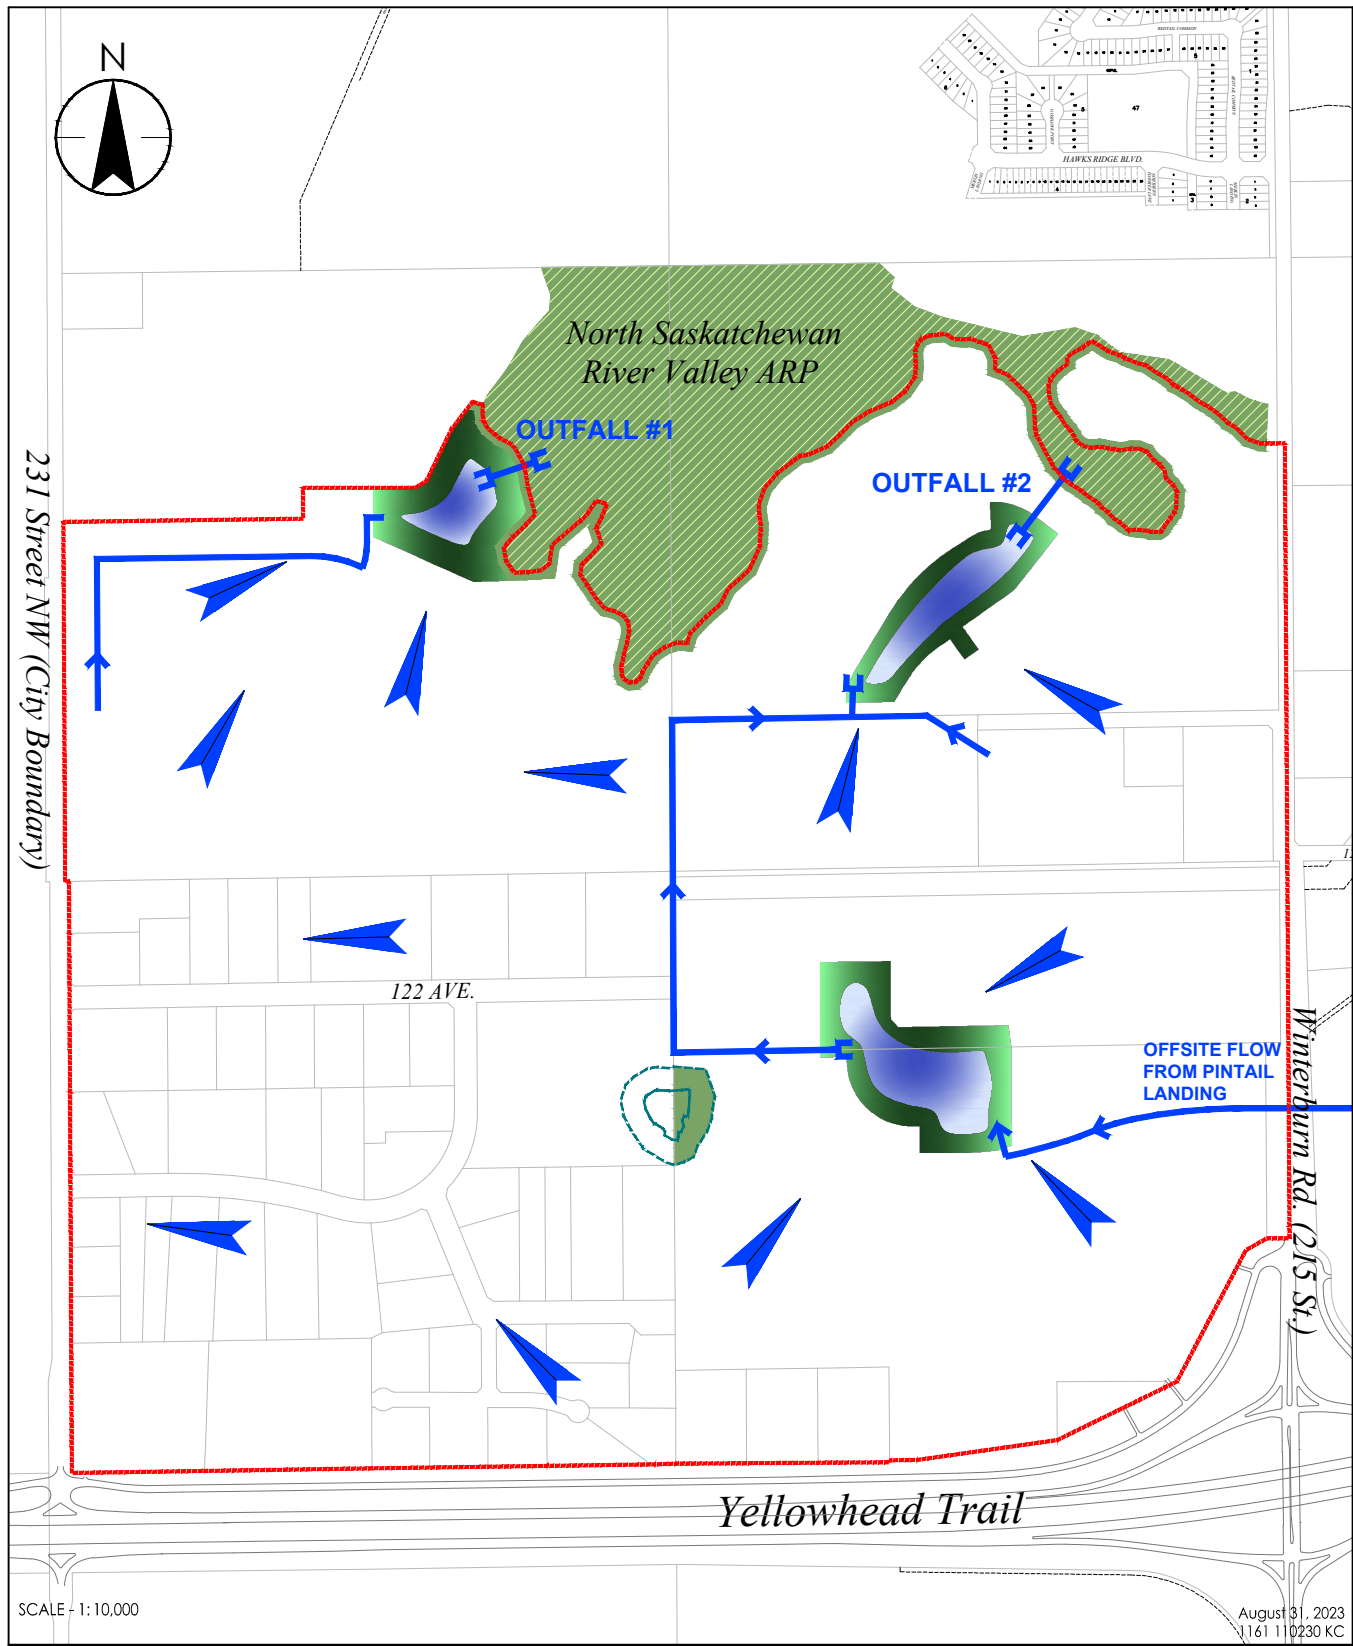 N
REDTAIL COMMON
47
HAWKS RIDGE BLVD.
North Saskatchewan
River Valley ARP
OUTFALL #1
OUTFALL #2
231 Street NW (City Boundary)
122 AVE.
OFFSITE FLOW
FROM PINTAIL
LANDING
Winterburn Rd. (215 St.)
Yellowhead Trail
SCALE - 1:10,000
August 31, 2023
1161 110230 KC